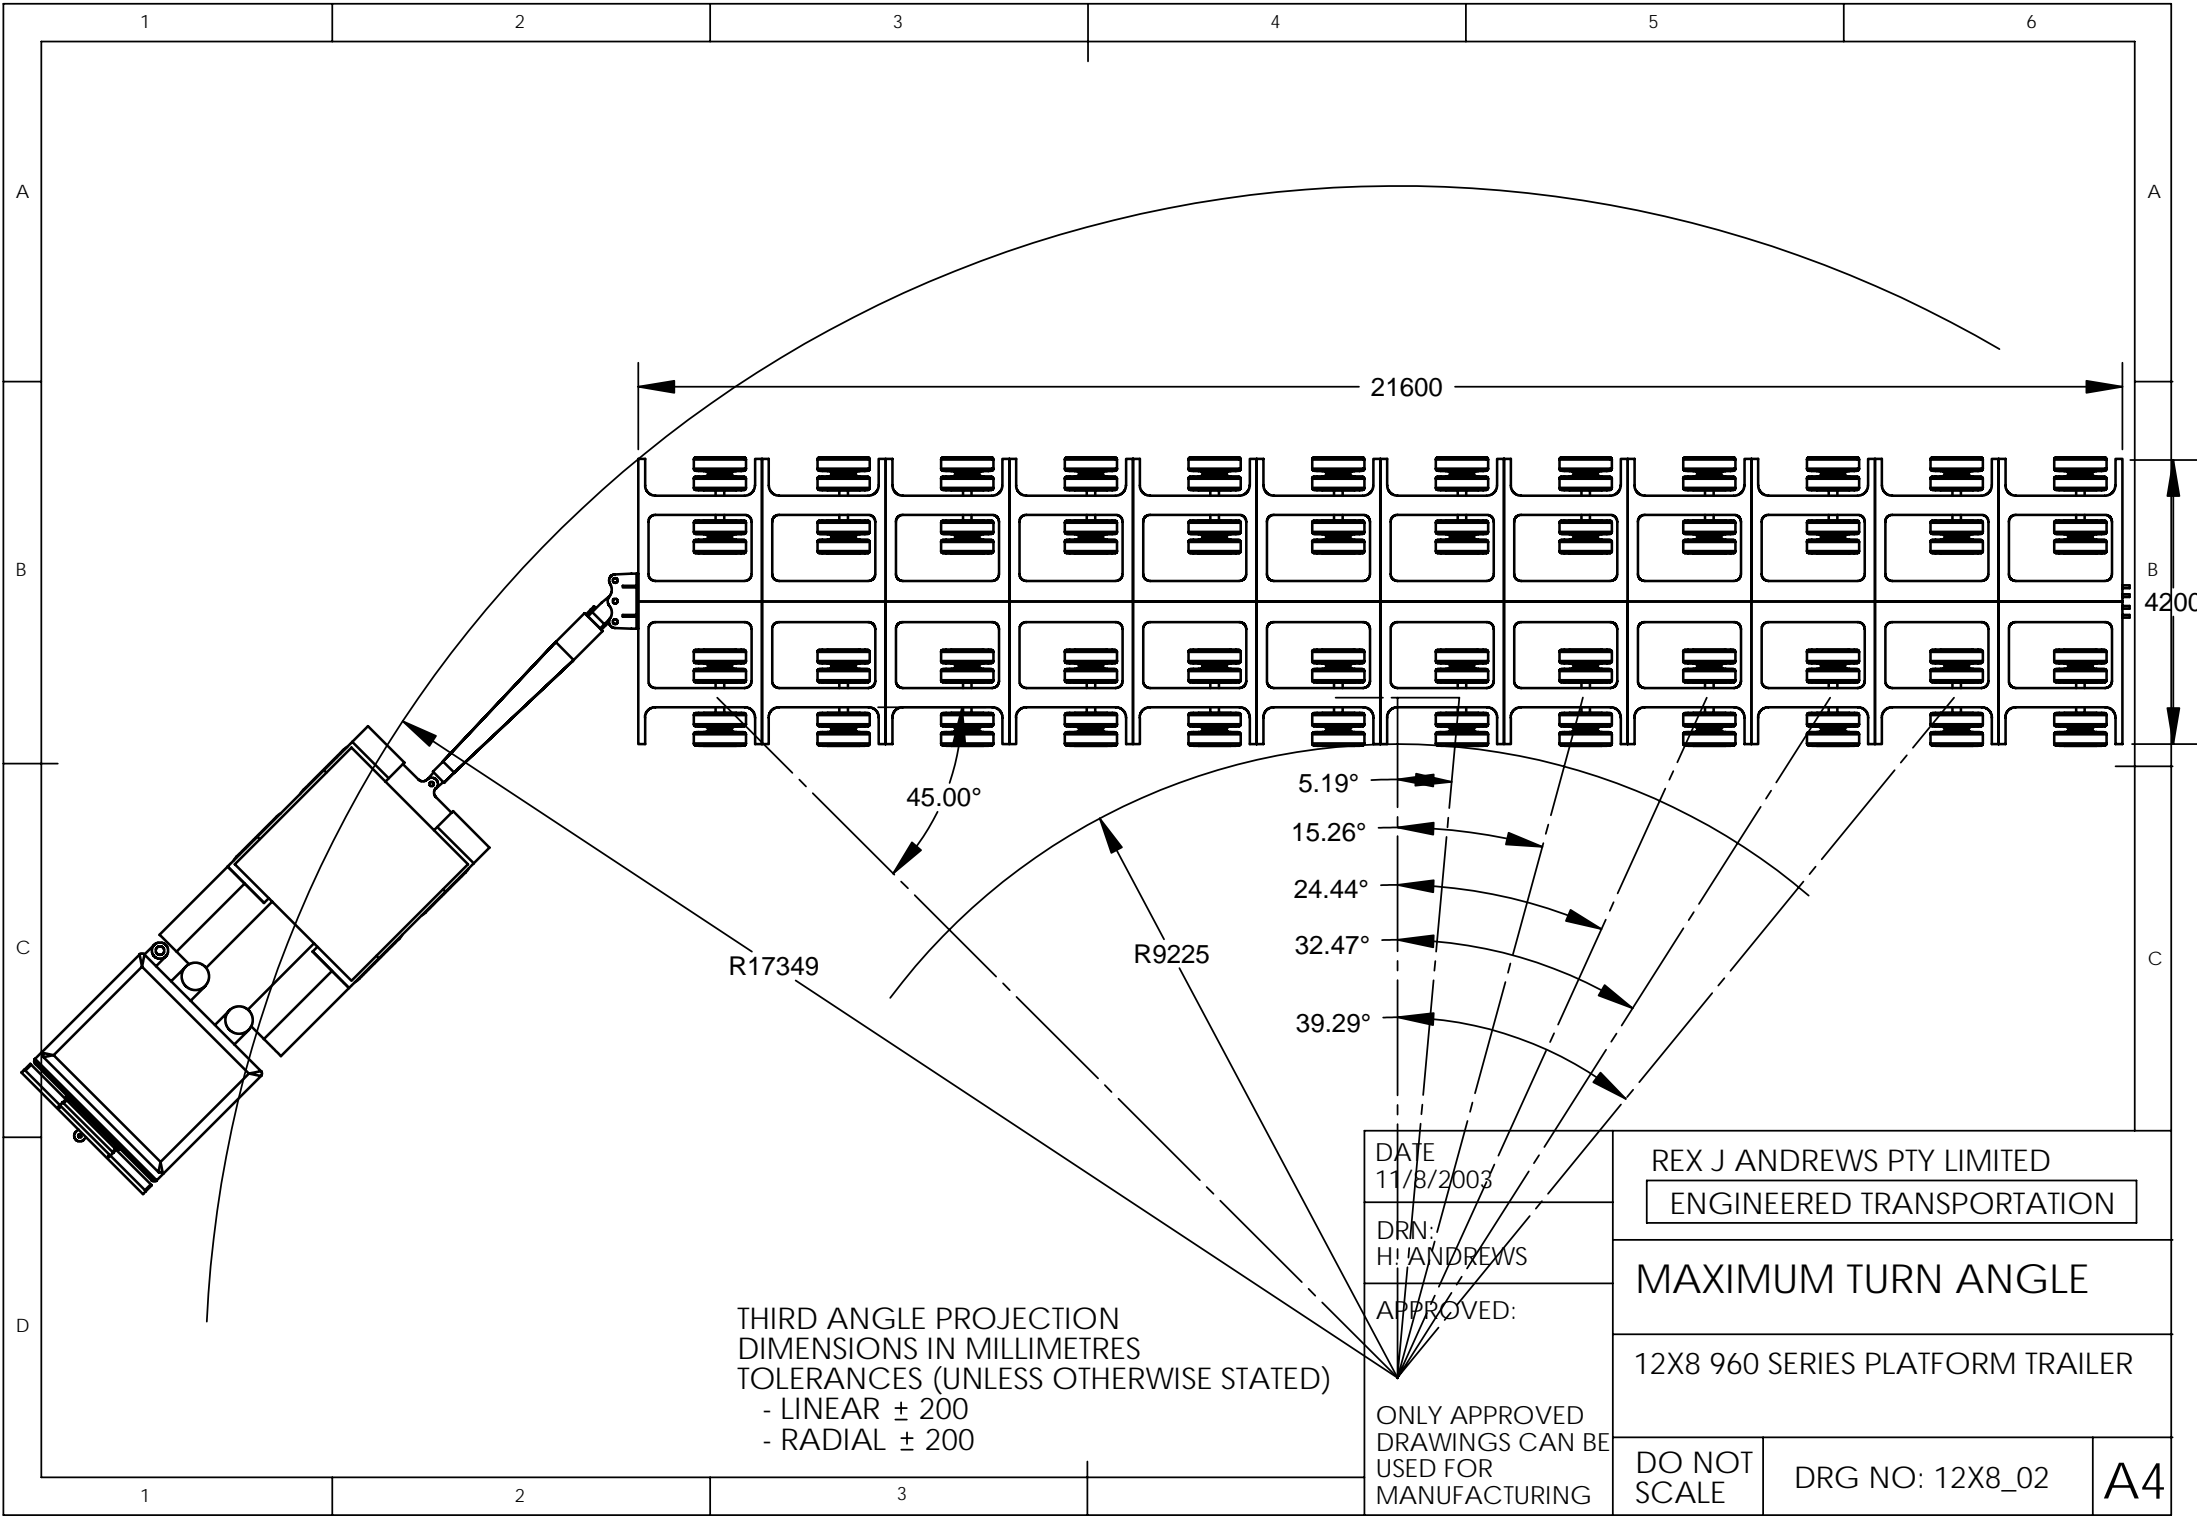 1 2 3 4 5 6
A A
21600
B B
4200
45.00°
5.19°
15.26°
24.44°
32.47°
39.29°
C C
R17349
R9225
D
THIRD ANGLE PROJECTION
DIMENSIONS IN MILLIMETRES
TOLERANCES (UNLESS OTHERWISE STATED)
- LINEAR ± 200
- RADIAL ± 200
DATE
11/8/2003
DRN:
H. ANDREWS
APPROVED:
ONLY APPROVED
DRAWINGS CAN BE
USED FOR
MANUFACTURING
REX J ANDREWS PTY LIMITED
ENGINEERED TRANSPORTATION
MAXIMUM TURN ANGLE
12X8 960 SERIES PLATFORM TRAILER
DO NOT
SCALE
DRG NO: 12X8_02
A4
1 2 3